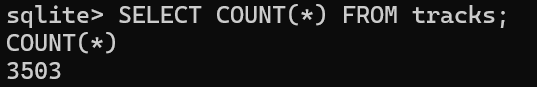 sqlite> SELECT COUNT(*) FROM tracks;
COUNT(*)
3503